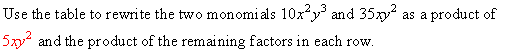 Use the table to rewrite the two monomials 10x²y³ and 35xy² as a product of
5xy² and the product of the remaining factors in each row.